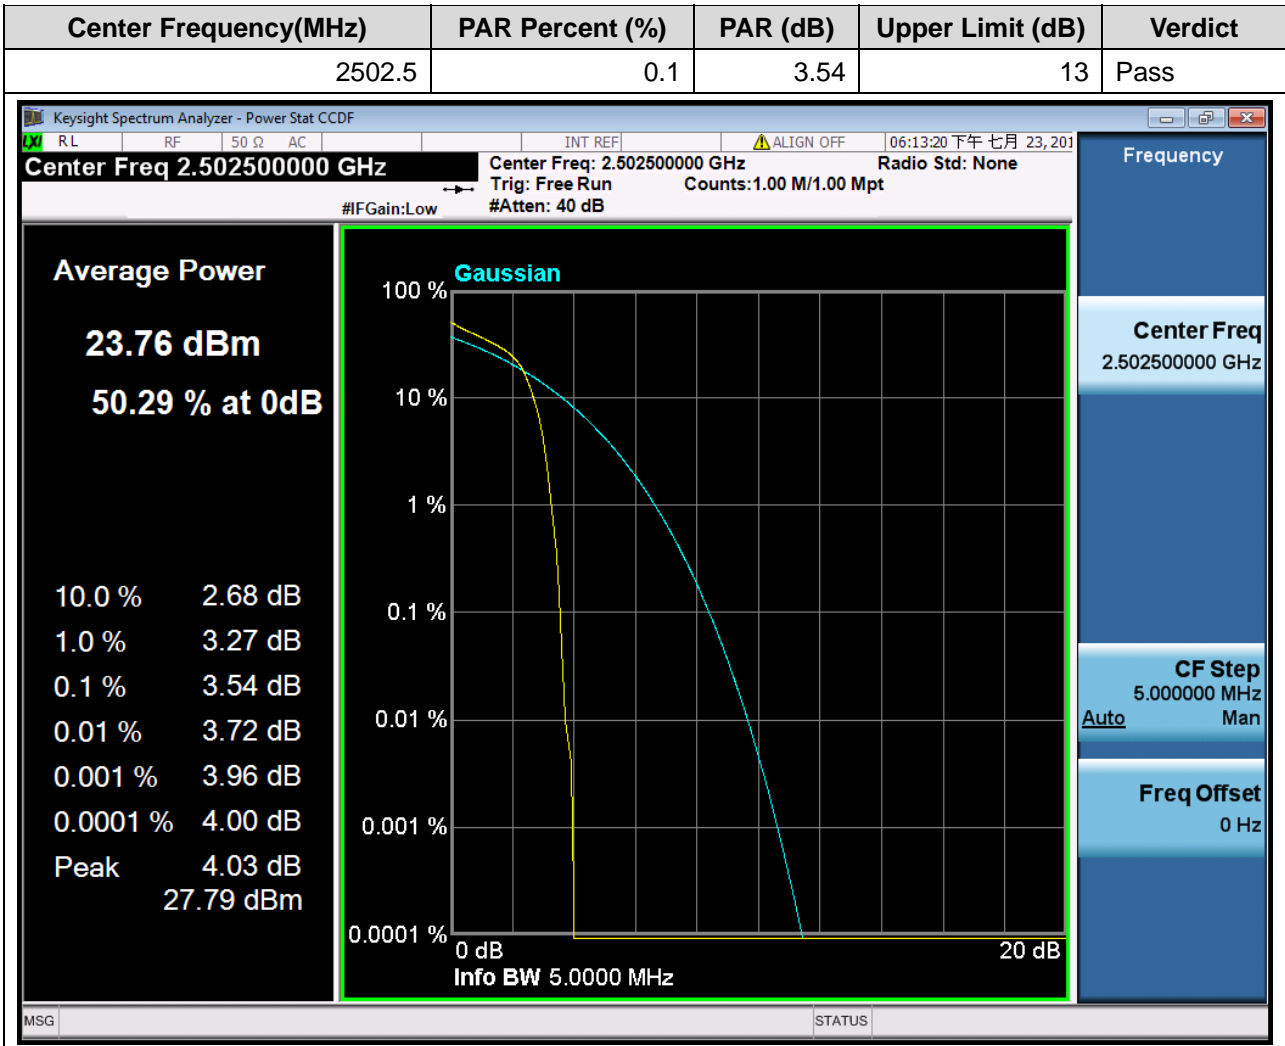 Center Frequency(MHz) PAR Percent (%) PAR (dB) Upper Limit (dB) Verdict
2502.5 0.1 3.54 13 Pass
Keysight Spectrum Analyzer - Power Stat CCDF
LXI RL RF 50 Ω AC INT REF ALIGN OFF 06:13:20 下午 七月 23, 201
Center Freq 2.502500000 GHz
Center Freq: 2.502500000 GHz Radio Std: None
Trig: Free Run Counts:1.00 M/1.00 Mpt
#IFGain:Low #Atten: 40 dB
Average Power
23.76 dBm
50.29 % at 0dB
10.0 % 2.68 dB
1.0 % 3.27 dB
0.1 % 3.54 dB
0.01 % 3.72 dB
0.001 % 3.96 dB
0.0001 % 4.00 dB
Peak 4.03 dB
27.79 dBm
Gaussian
100 %
10 %
1 %
0.1 %
0.01 %
0.001 %
0.0001 %
0 dB 20 dB
Info BW 5.0000 MHz
Frequency
Center Freq
2.502500000 GHz
CF Step
5.000000 MHz
Auto Man
Freq Offset
0 Hz
MSG STATUS